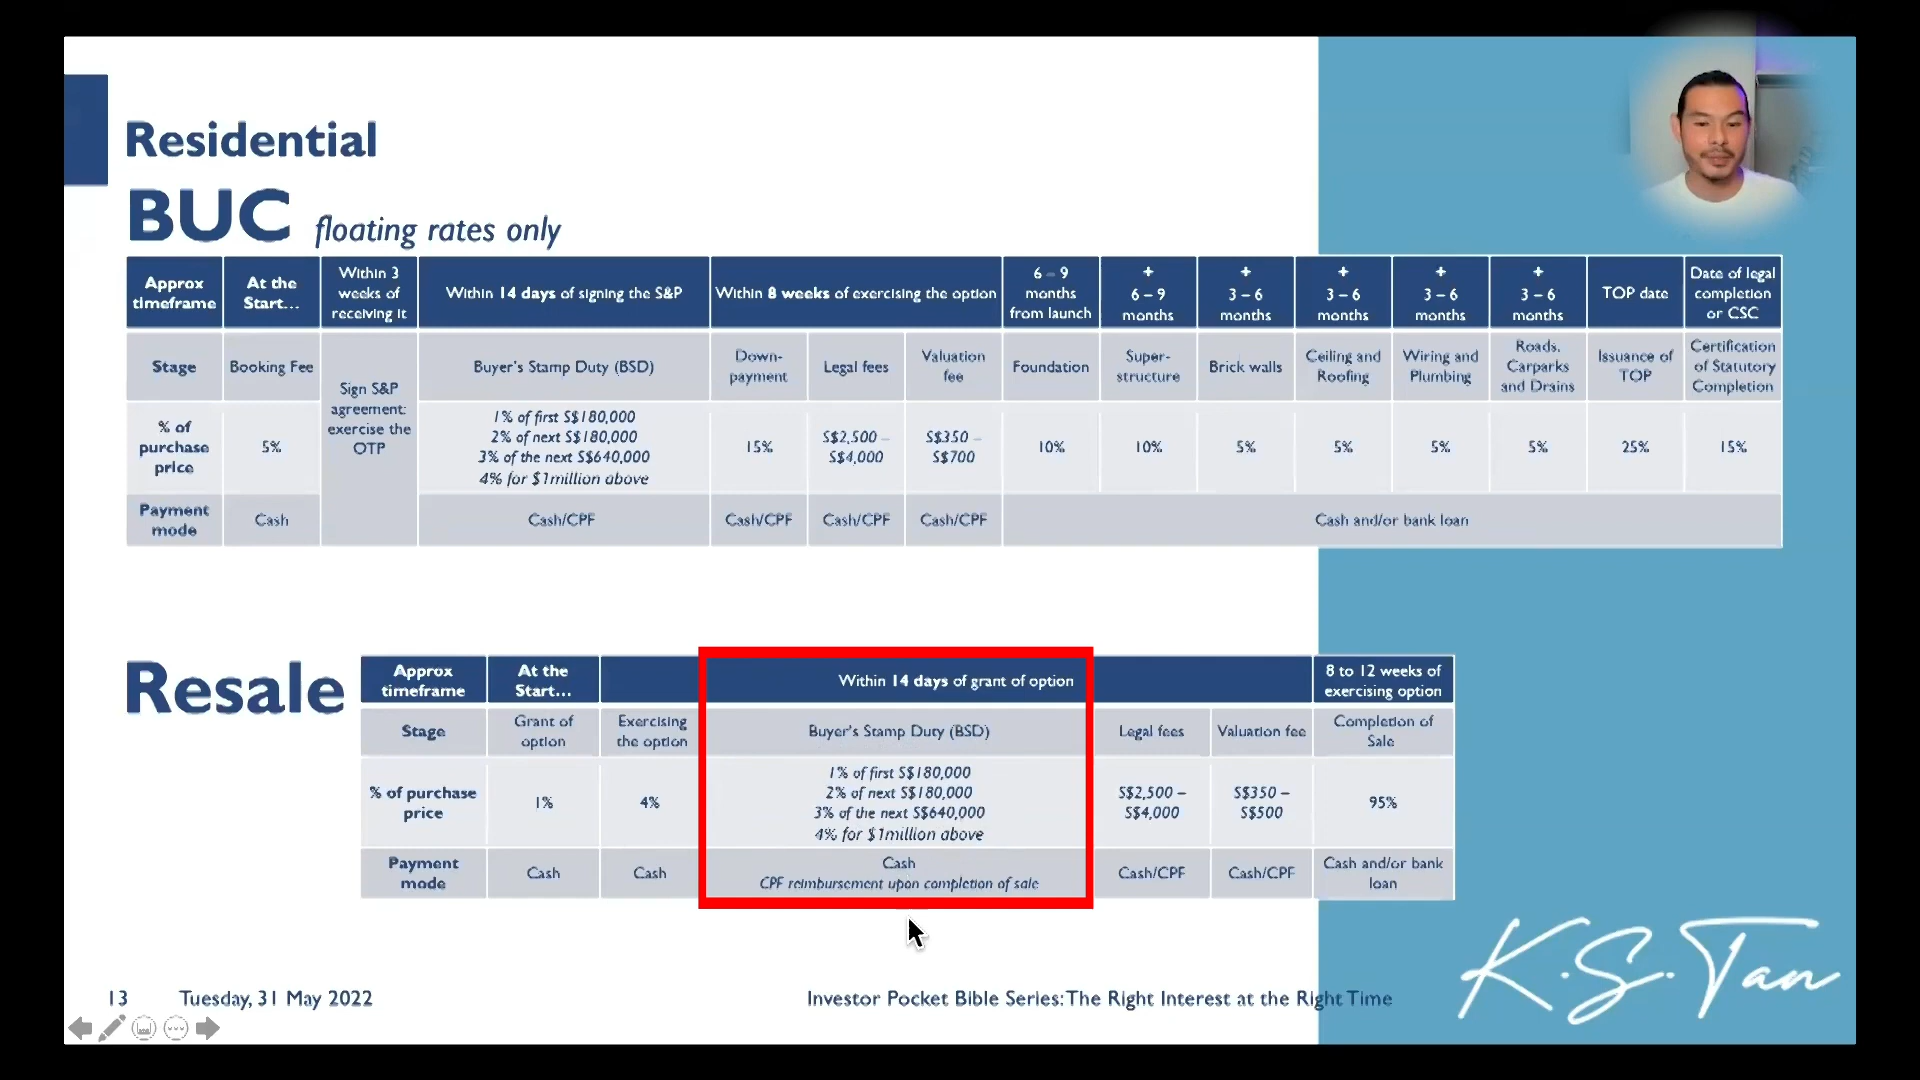 Residential
BUC floating rates only
Approx timeframe
At the Start...
Within 3 weeks of receiving it
Within 14 days of signing the S&P
Within 8 weeks of exercising the option
6 – 9 months from launch
+ 6 – 9 months
+ 3 – 6 months
+ 3 – 6 months
+ 3 – 6 months
+ 3 – 6 months
TOP date
Date of legal completion or CSC
Stage
Booking Fee
Sign S&P agreement: exercise the OTP
Buyer's Stamp Duty (BSD)
Down-payment
Legal fees
Valuation fee
Foundation
Super-structure
Brick walls
Ceiling and Roofing
Wiring and Plumbing
Roads, Carparks and Drains
Issuance of TOP
Certification of Statutory Completion
% of purchase price
5%
1% of first S$180,000
2% of next S$180,000
3% of the next S$640,000
4% for $1million above
15%
S$2,500 – S$4,000
S$350 – S$700
10%
10%
5%
5%
5%
5%
25%
15%
Payment mode
Cash
Cash/CPF
Cash/CPF
Cash/CPF
Cash/CPF
Cash and/or bank loan
Resale
Approx timeframe
At the Start...
Within 14 days of grant of option
8 to 12 weeks of exercising option
Stage
Grant of option
Exercising the option
Buyer's Stamp Duty (BSD)
Legal fees
Valuation fee
Completion of Sale
% of purchase price
1%
4%
1% of first S$180,000
2% of next S$180,000
3% of the next S$640,000
4% for $1million above
S$2,500 – S$4,000
S$350 – S$500
95%
Payment mode
Cash
Cash
Cash
CPF reimbursement upon completion of sale
Cash/CPF
Cash/CPF
Cash and/or bank loan
K.S.Tan
13
Tuesday, 31 May 2022
Investor Pocket Bible Series: The Right Interest at the Right Time